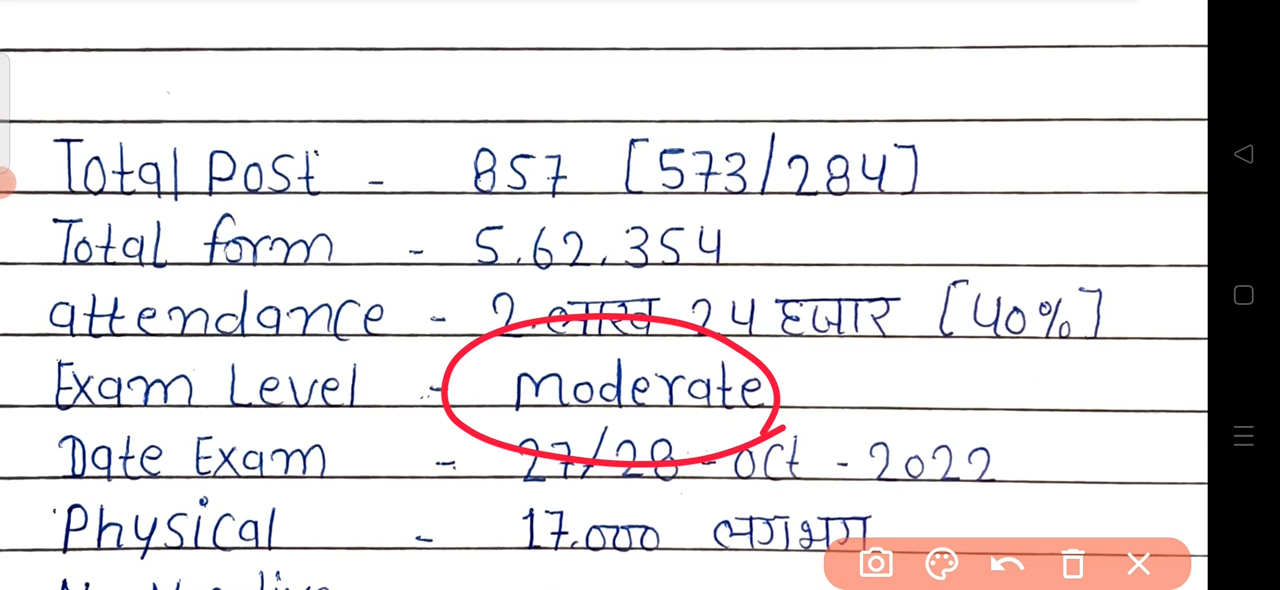 Total Post - 857 [573/284]
Total form - 5.62.354
attendance - 2 लाख 24 हजार [40%]
Exam Level - Moderate
Date Exam - 27/28 - oct - 2022
Physical - 17.000 लगभग